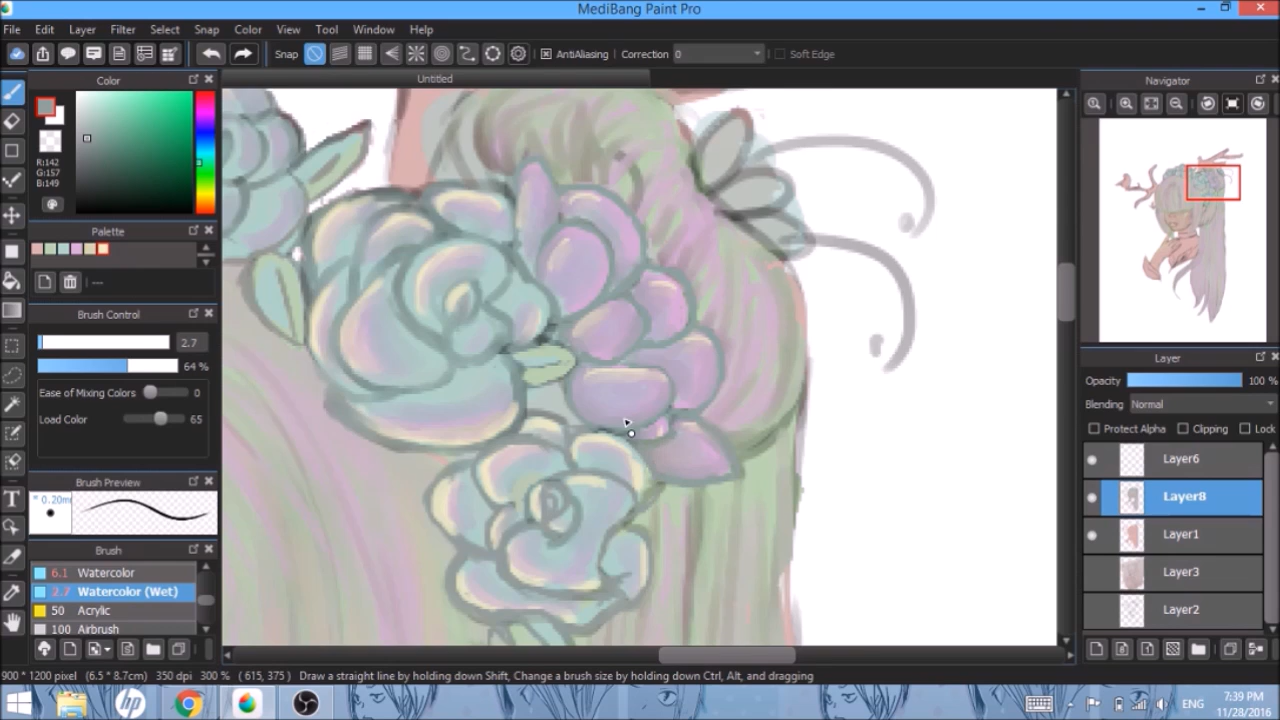 MediBang Paint Pro
File Edit Layer Filter Select Snap Color View Tool Window Help
Snap AntiAliasing Correction 0 Soft Edge
Color
Untitled
Navigator
R:142
G:157
B:149
Palette
---
Brush Control
2.7
64 %
Ease of Mixing Colors 0
Load Color 65
Brush Preview
* 0.20mm
Brush
6.1 Watercolor
2.7 Watercolor (Wet)
50 Acrylic
100 Airbrush
Layer
Opacity 100 %
Blending Normal
Protect Alpha Clipping Lock
Layer6
Layer8
Layer1
Layer3
Layer2
900 * 1200 pixel (6.5 * 8.7cm) 350 dpi 300 % ( 615, 375 ) Draw a straight line by holding down Shift, Change a brush size by holding down Ctrl, Alt, and dragging
ENG
7:39 PM
11/28/2016